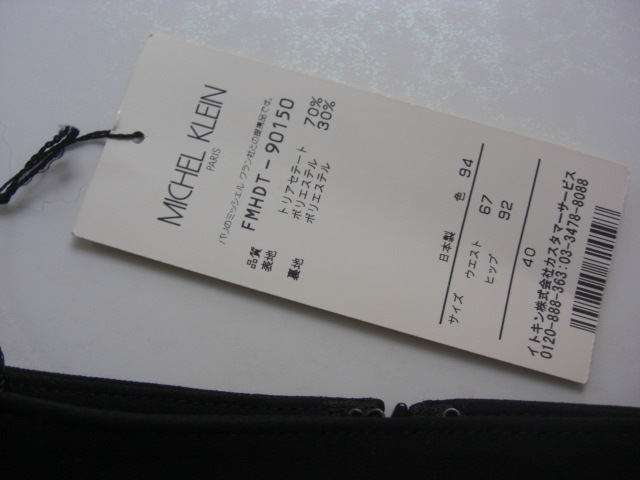 MICHEL KLEIN
PARIS
パリのミッシェル クラン社との提携品です。
FMHDT-90150
品質
表地 トリアセテート 70%
ポリエステル 30%
裏地 ポリエステル
日本製 色 94
サイズ ウエスト 67
ヒップ 92
40
イトキン株式会社カスタマーサービス
0120-888-363:03-3478-8088